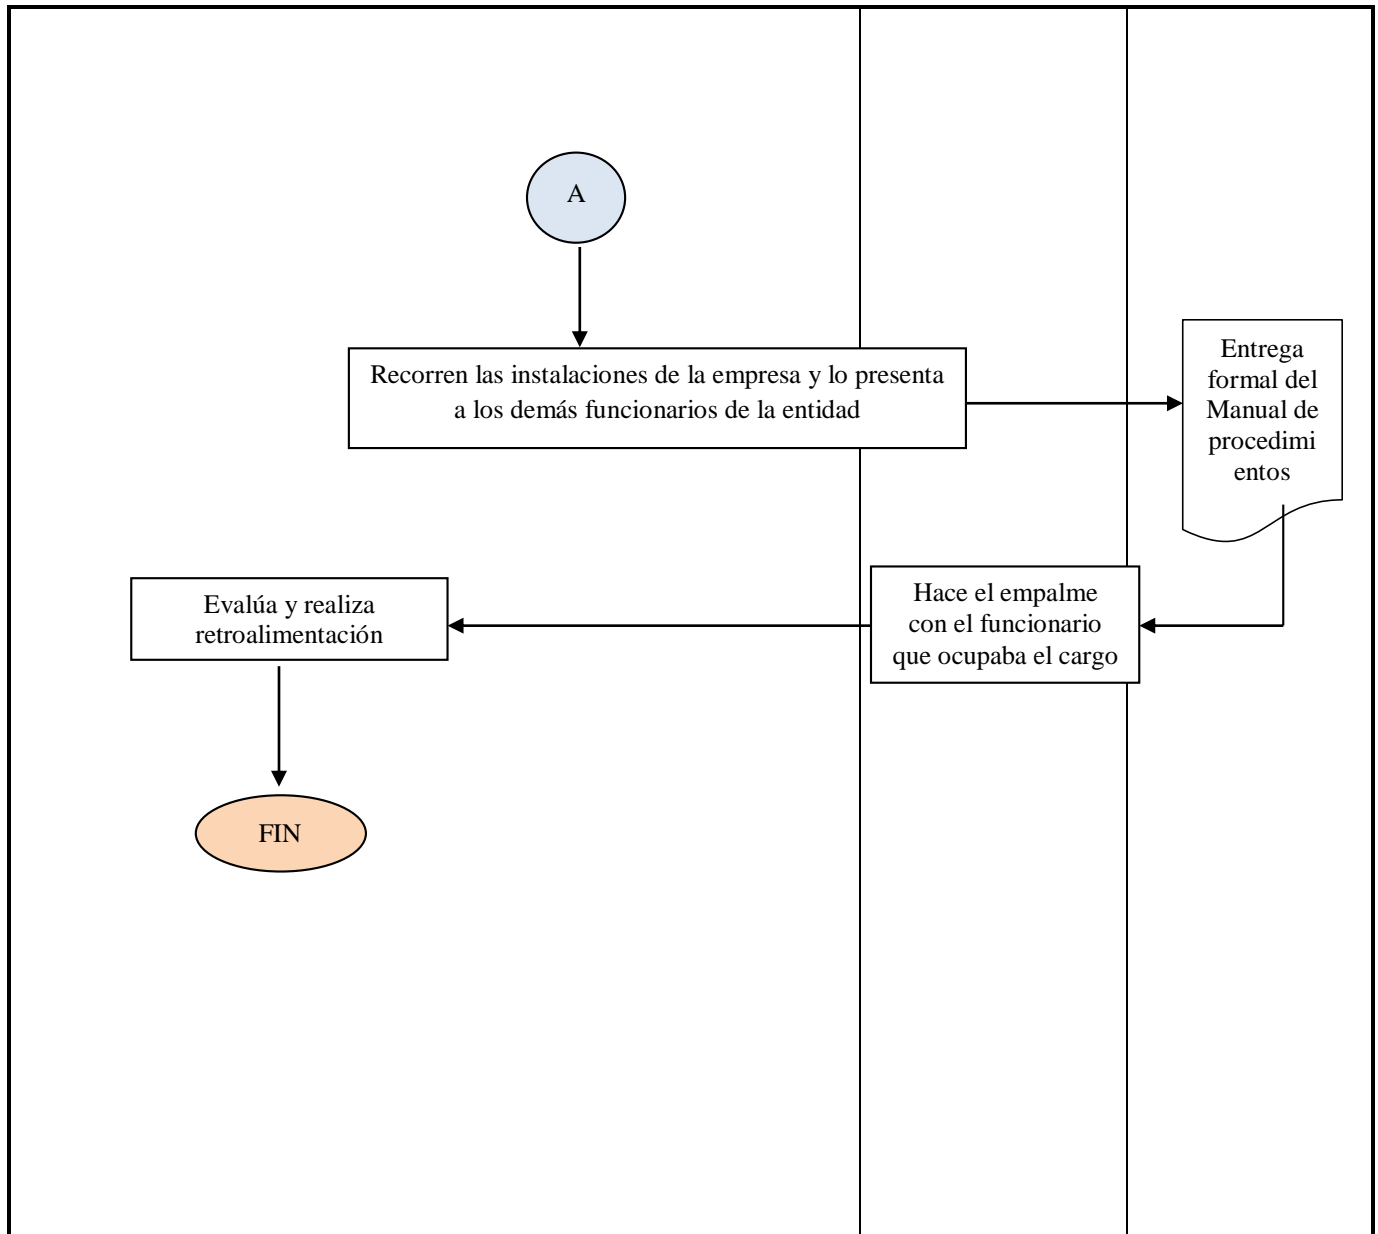 A
Recorren las instalaciones de la empresa y lo presenta
a los demás funcionarios de la entidad
Entrega
formal del
Manual de
procedimi
entos
Hace el empalme
con el funcionario
que ocupaba el cargo
Evalúa y realiza
retroalimentación
FIN